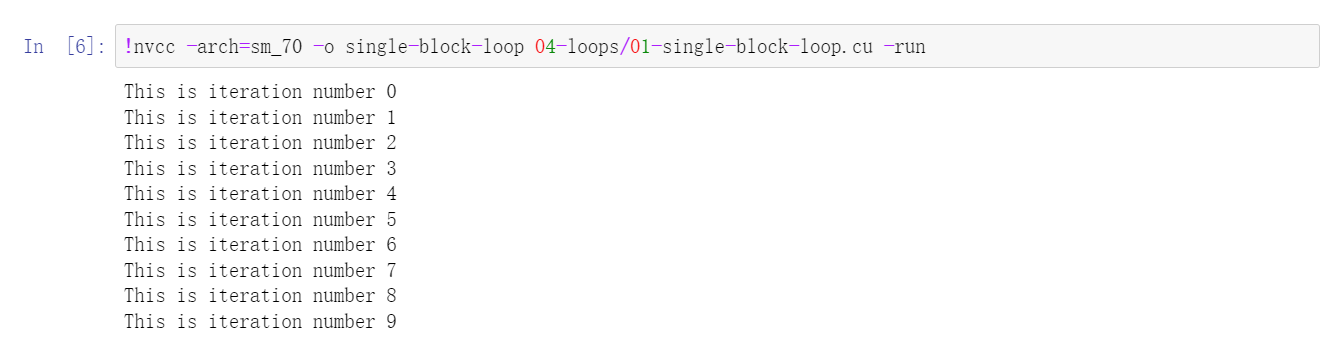 In [6]: !nvcc -arch=sm_70 -o single-block-loop 04-loops/01-single-block-loop.cu -run
This is iteration number 0
This is iteration number 1
This is iteration number 2
This is iteration number 3
This is iteration number 4
This is iteration number 5
This is iteration number 6
This is iteration number 7
This is iteration number 8
This is iteration number 9